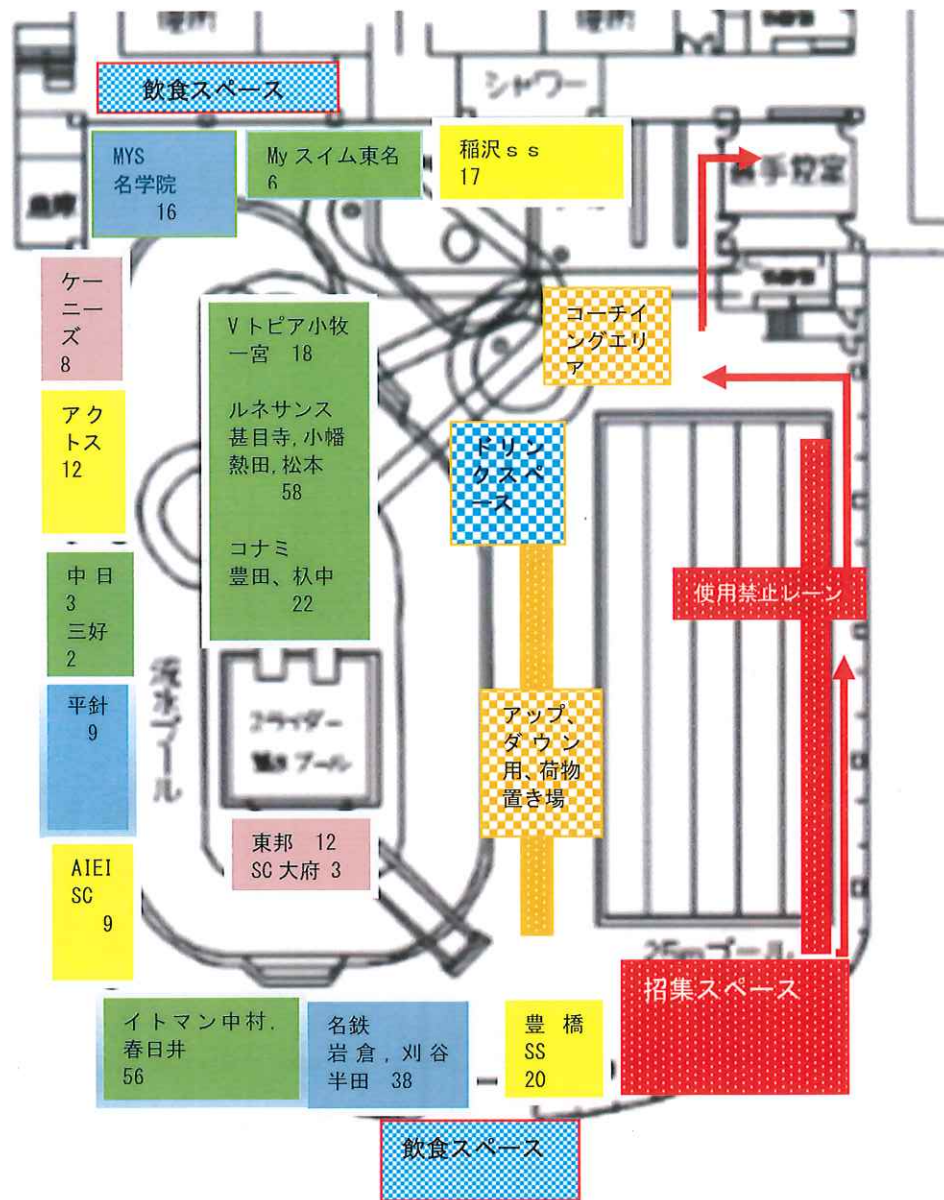 飲食スペース
シャワー
MYS
名学院
16
Myスイム東名
6
稲沢ｓｓ
17
ケー
ニー
ズ
8
Vトピア小牧
一宮 18
ルネサンス
甚目寺,小幡
熱田,松本
58
コナミ
豊田、杁中
22
コーチイ
ングエリ
ア
アク
トス
12
ドリン
クスペ
ース
中日
3
三好
2
使用禁止レーン
平針
9
流水プール
アップ、
ダウン
用、荷物
置き場
東邦 12
SC大府 3
AIEI
SC
9
25mプール
招集スペース
イトマン中村,
春日井
56
名鉄
岩倉,刈谷
半田 38
豊橋
SS
20
飲食スペース